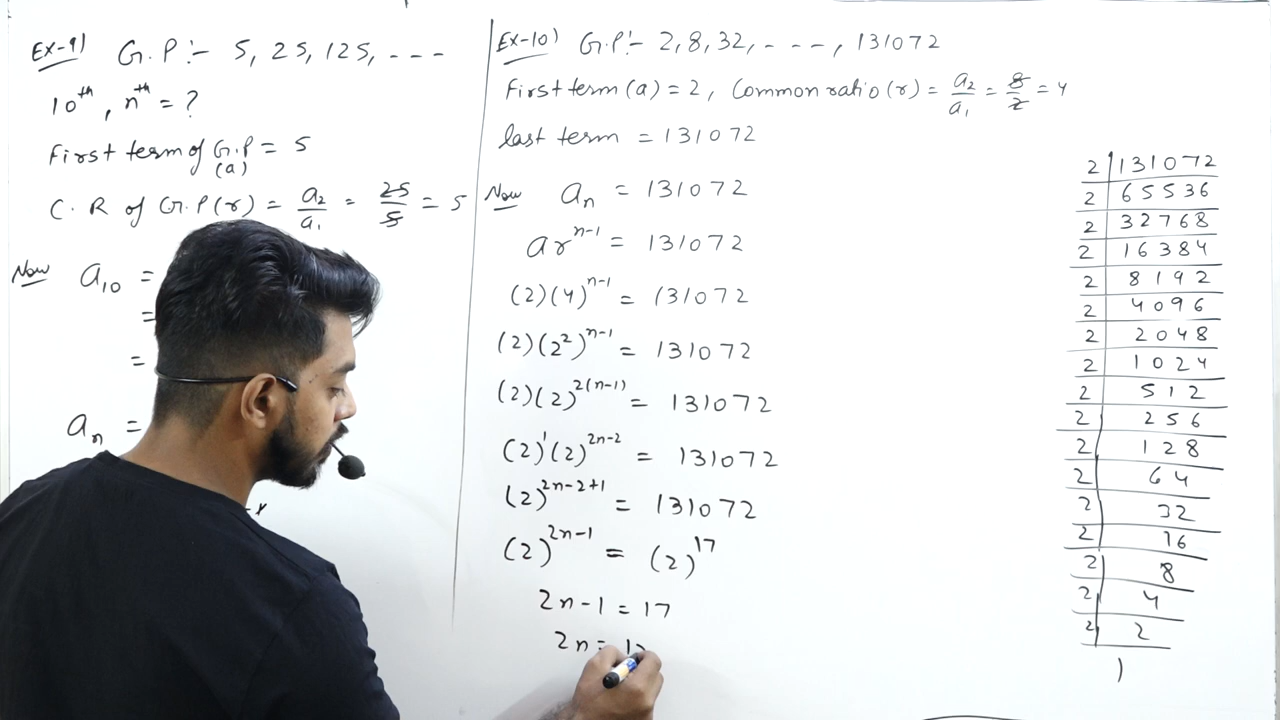 Ex-9) G.P:- 5, 25, 125, ----
10th, nth = ?
First term of G.P = 5
(a)
C.R of G.P(r) = a₂/a₁ = 25/5 = 5
Now a₁₀ =
=
=
aₙ =
Ex-10) G.P:- 2, 8, 32, ----, 131072
First term (a) = 2, Common ratio (r) = a₂/a₁ = 8/2 = 4
last term = 131072
Now aₙ = 131072
arⁿ⁻¹ = 131072
(2)(4)ⁿ⁻¹ = 131072
(2)(2²)ⁿ⁻¹ = 131072
(2)(2)²⁽ⁿ⁻¹⁾ = 131072
(2)¹(2)²ⁿ⁻² = 131072
(2)²ⁿ⁻²⁺¹ = 131072
(2)²ⁿ⁻¹ = (2)¹⁷
2n-1 = 17
2n =
2 | 131072
2 | 65536
2 | 32768
2 | 16384
2 | 8192
2 | 4096
2 | 2048
2 | 1024
2 | 512
2 | 256
2 | 128
2 | 64
2 | 32
2 | 16
2 | 8
2 | 4
2 | 2
1